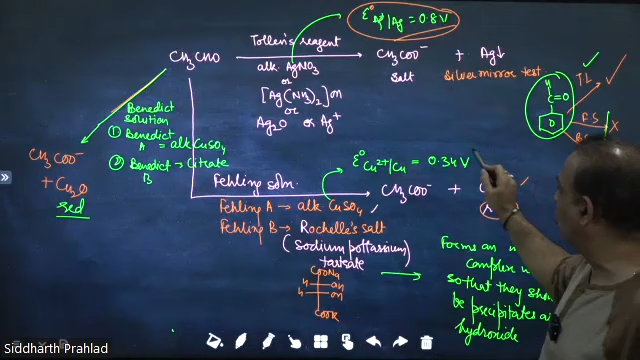 E°Ag+/Ag = 0.8V
Tollen's reagent
CH3CHO
CH3COO⁻ + Ag↓
alk. AgNO3
Salt
Silver mirror test
or
[Ag(NH3)2]OH
or
Ag2O or Ag+
T.L
H
C=O
F.S
X
Benedict
solution
① Benedict
A = alk CuSO4
② Benedict → Citrate
B
CH3COO⁻
+ Cu2O
red
E°Cu2+/Cu = 0.34V
Fehling soln.
CH3COO⁻ +
Fehling A → alk CuSO4 ✓
Fehling B → Rochelle's salt
(Sodium pottassium)
tartrate
COONa
H OH
H OH
COOK
Forms an
complex
so that they
be precipitates
hydroxide
Siddharth Prahlad